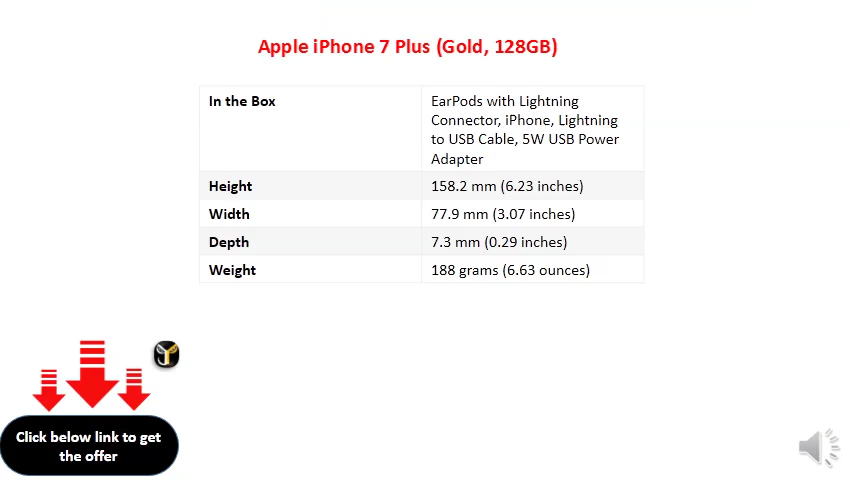 Apple iPhone 7 Plus (Gold, 128GB)
In the Box
EarPods with Lightning
Connector, iPhone, Lightning
to USB Cable, 5W USB Power
Adapter
Height
158.2 mm (6.23 inches)
Width
77.9 mm (3.07 inches)
Depth
7.3 mm (0.29 inches)
Weight
188 grams (6.63 ounces)
Click below link to get
the offer